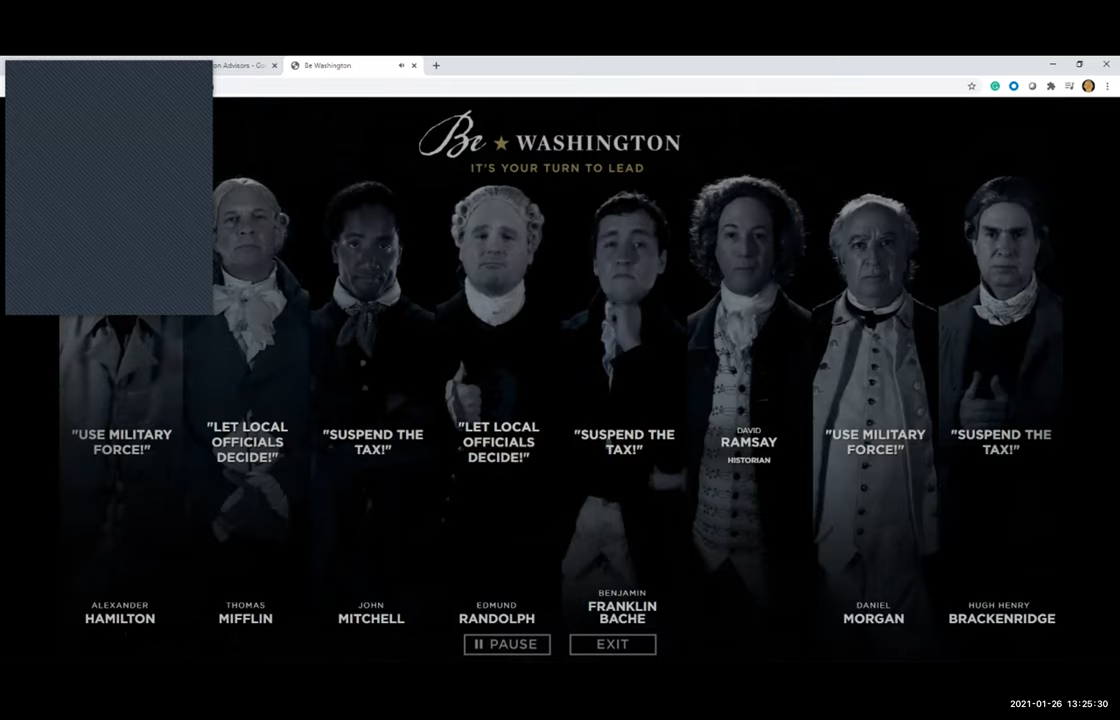 on Advisors - Go
Be Washington
Be ★ WASHINGTON
IT'S YOUR TURN TO LEAD
"USE MILITARY
FORCE!"
"LET LOCAL
OFFICIALS
DECIDE!"
"SUSPEND THE
TAX!"
"LET LOCAL
OFFICIALS
DECIDE!"
"SUSPEND THE
TAX!"
DAVID
RAMSAY
HISTORIAN
"USE MILITARY
FORCE!"
"SUSPEND THE
TAX!"
ALEXANDER
HAMILTON
THOMAS
MIFFLIN
JOHN
MITCHELL
EDMUND
RANDOLPH
BENJAMIN
FRANKLIN
BACHE
DANIEL
MORGAN
HUGH HENRY
BRACKENRIDGE
PAUSE
EXIT
2021-01-26 13:25:30